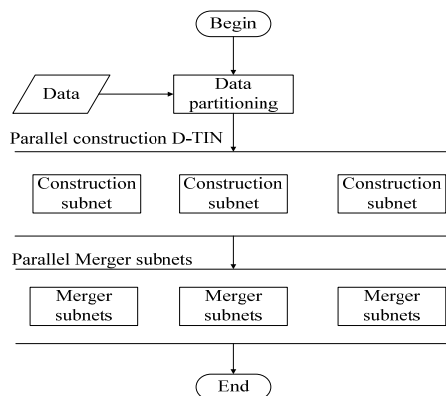 Begin
Data
Data
partitioning
Parallel construction D-TIN
Construction
subnet
Construction
subnet
Construction
subnet
Parallel Merger subnets
Merger
subnets
Merger
subnets
Merger
subnets
End